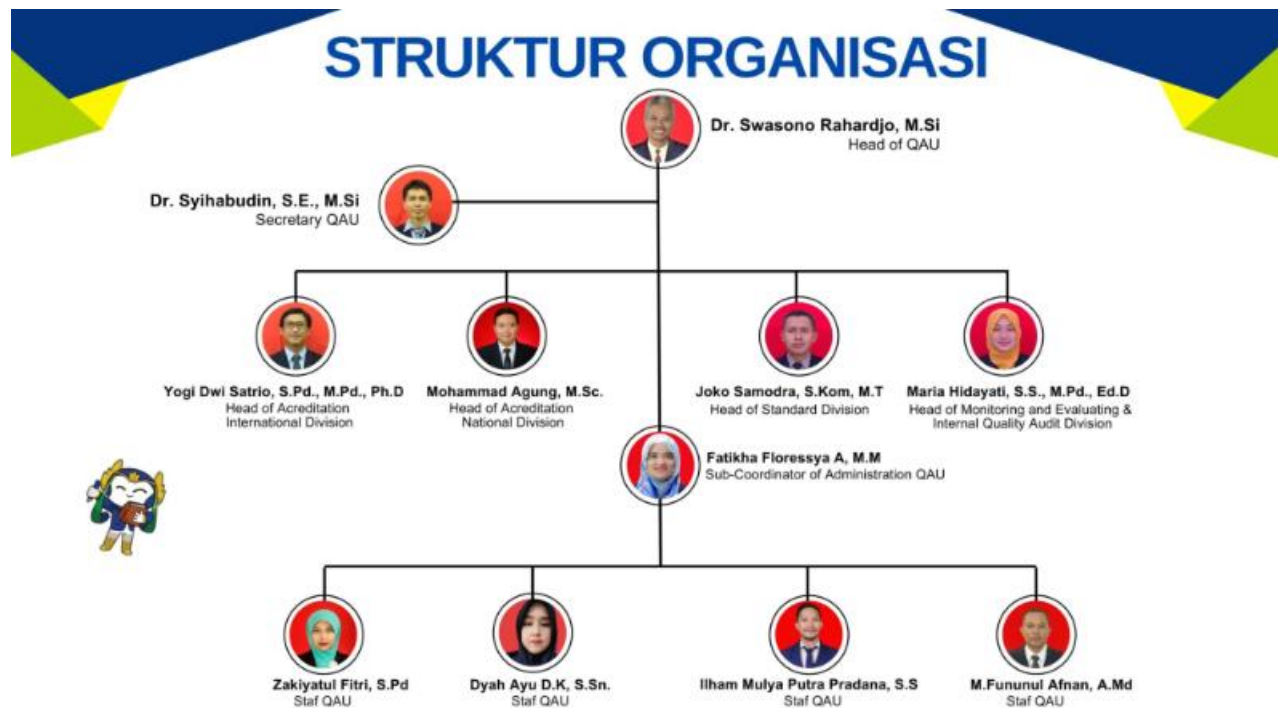 STRUKTUR ORGANISASI
Dr. Swasono Rahardjo, M.Si
Head of QAU
Dr. Syihabudin, S.E., M.Si
Secretary QAU
Yogi Dwi Satrio, S.Pd., M.Pd., Ph.D
Head of Acreditation
International Division
Mohammad Agung, M.Sc.
Head of Acreditation
National Division
Joko Samodra, S.Kom, M.T
Head of Standard Division
Maria Hidayati, S.S., M.Pd., Ed.D
Head of Monitoring and Evaluating &
Internal Quality Audit Division
Fatikha Floressya A, M.M
Sub-Coordinator of Administration QAU
Zakiyatul Fitri, S.Pd
Staf QAU
Dyah Ayu D.K, S.Sn.
Staf QAU
Ilham Mulya Putra Pradana, S.S
Staf QAU
M.Fununul Afnan, A.Md
Staf QAU